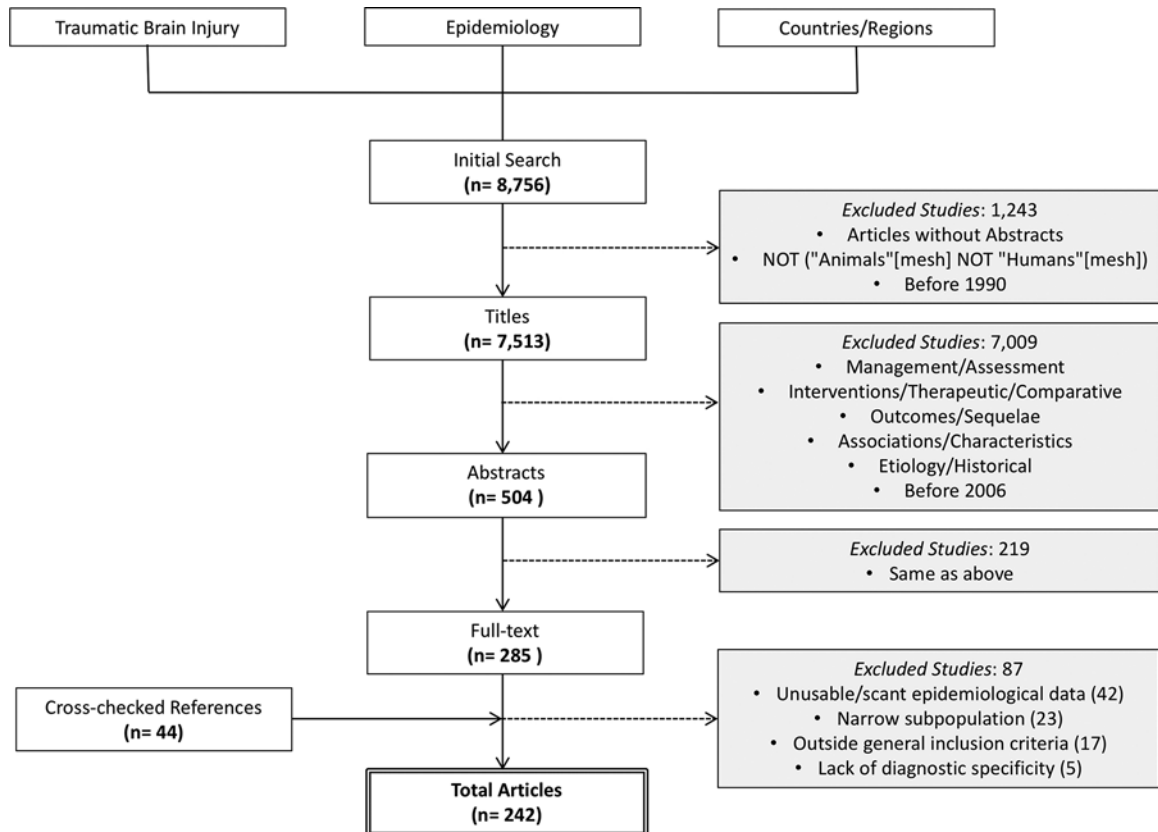 Traumatic Brain Injury
Epidemiology
Countries/Regions
Initial Search
(n= 8,756)
Excluded Studies: 1,243
• Articles without Abstracts
• NOT ("Animals"[mesh] NOT "Humans"[mesh])
• Before 1990
Titles
(n= 7,513)
Excluded Studies: 7,009
• Management/Assessment
• Interventions/Therapeutic/Comparative
• Outcomes/Sequelae
• Associations/Characteristics
• Etiology/Historical
• Before 2006
Abstracts
(n= 504 )
Excluded Studies: 219
• Same as above
Full-text
(n= 285 )
Cross-checked References
(n= 44)
Excluded Studies: 87
• Unusable/scant epidemiological data (42)
• Narrow subpopulation (23)
• Outside general inclusion criteria (17)
• Lack of diagnostic specificity (5)
Total Articles
(n= 242)